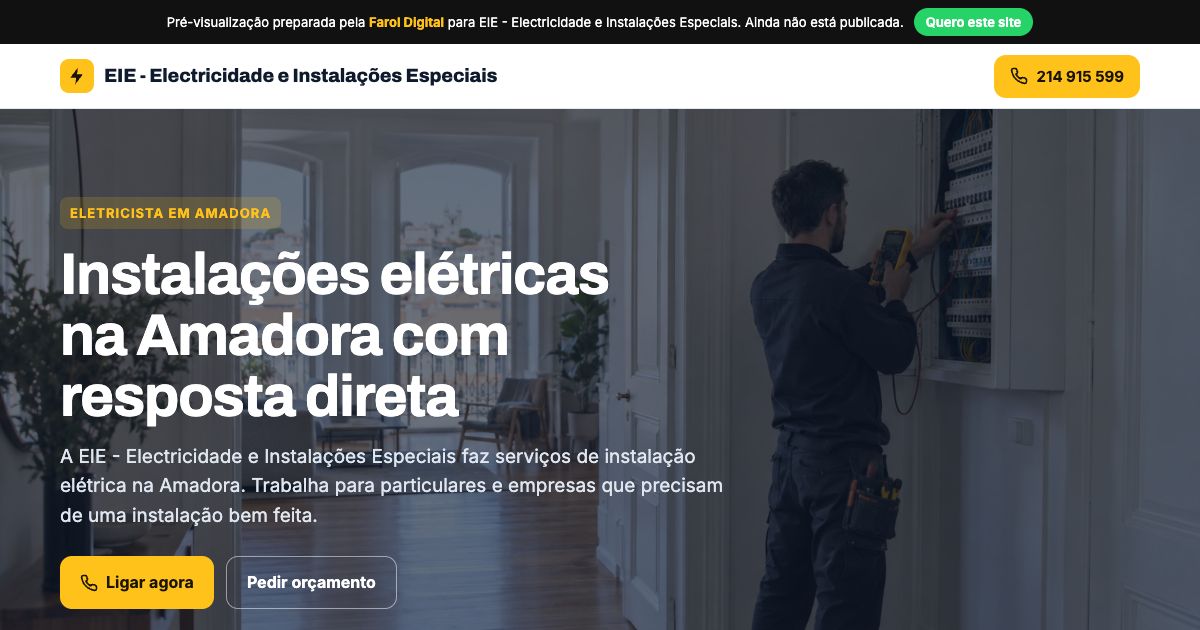 Pré-visualização preparada pela Farol Digital para EIE - Electricidade e Instalações Especiais. Ainda não está publicada.
Quero este site
EIE - Electricidade e Instalações Especiais
214 915 599
ELETRICISTA EM AMADORA
Instalações elétricas
na Amadora com
resposta direta
A EIE - Electricidade e Instalações Especiais faz serviços de instalação
elétrica na Amadora. Trabalha para particulares e empresas que precisam
de uma instalação bem feita.
Ligar agora
Pedir orçamento